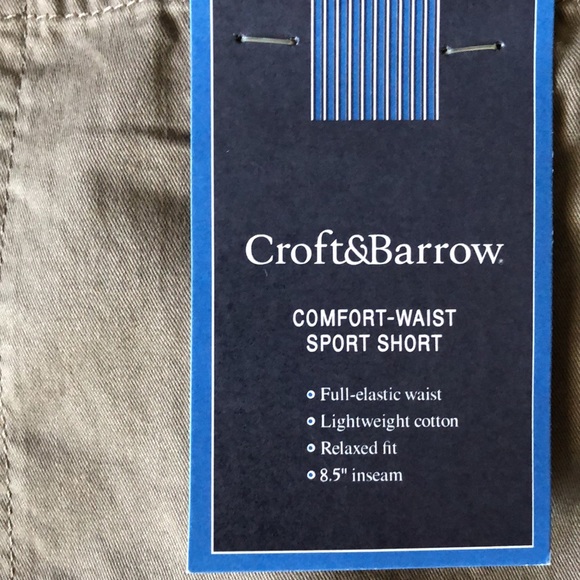 Croft&Barrow®
COMFORT-WAIST
SPORT SHORT
• Full-elastic waist
• Lightweight cotton
• Relaxed fit
• 8.5" inseam